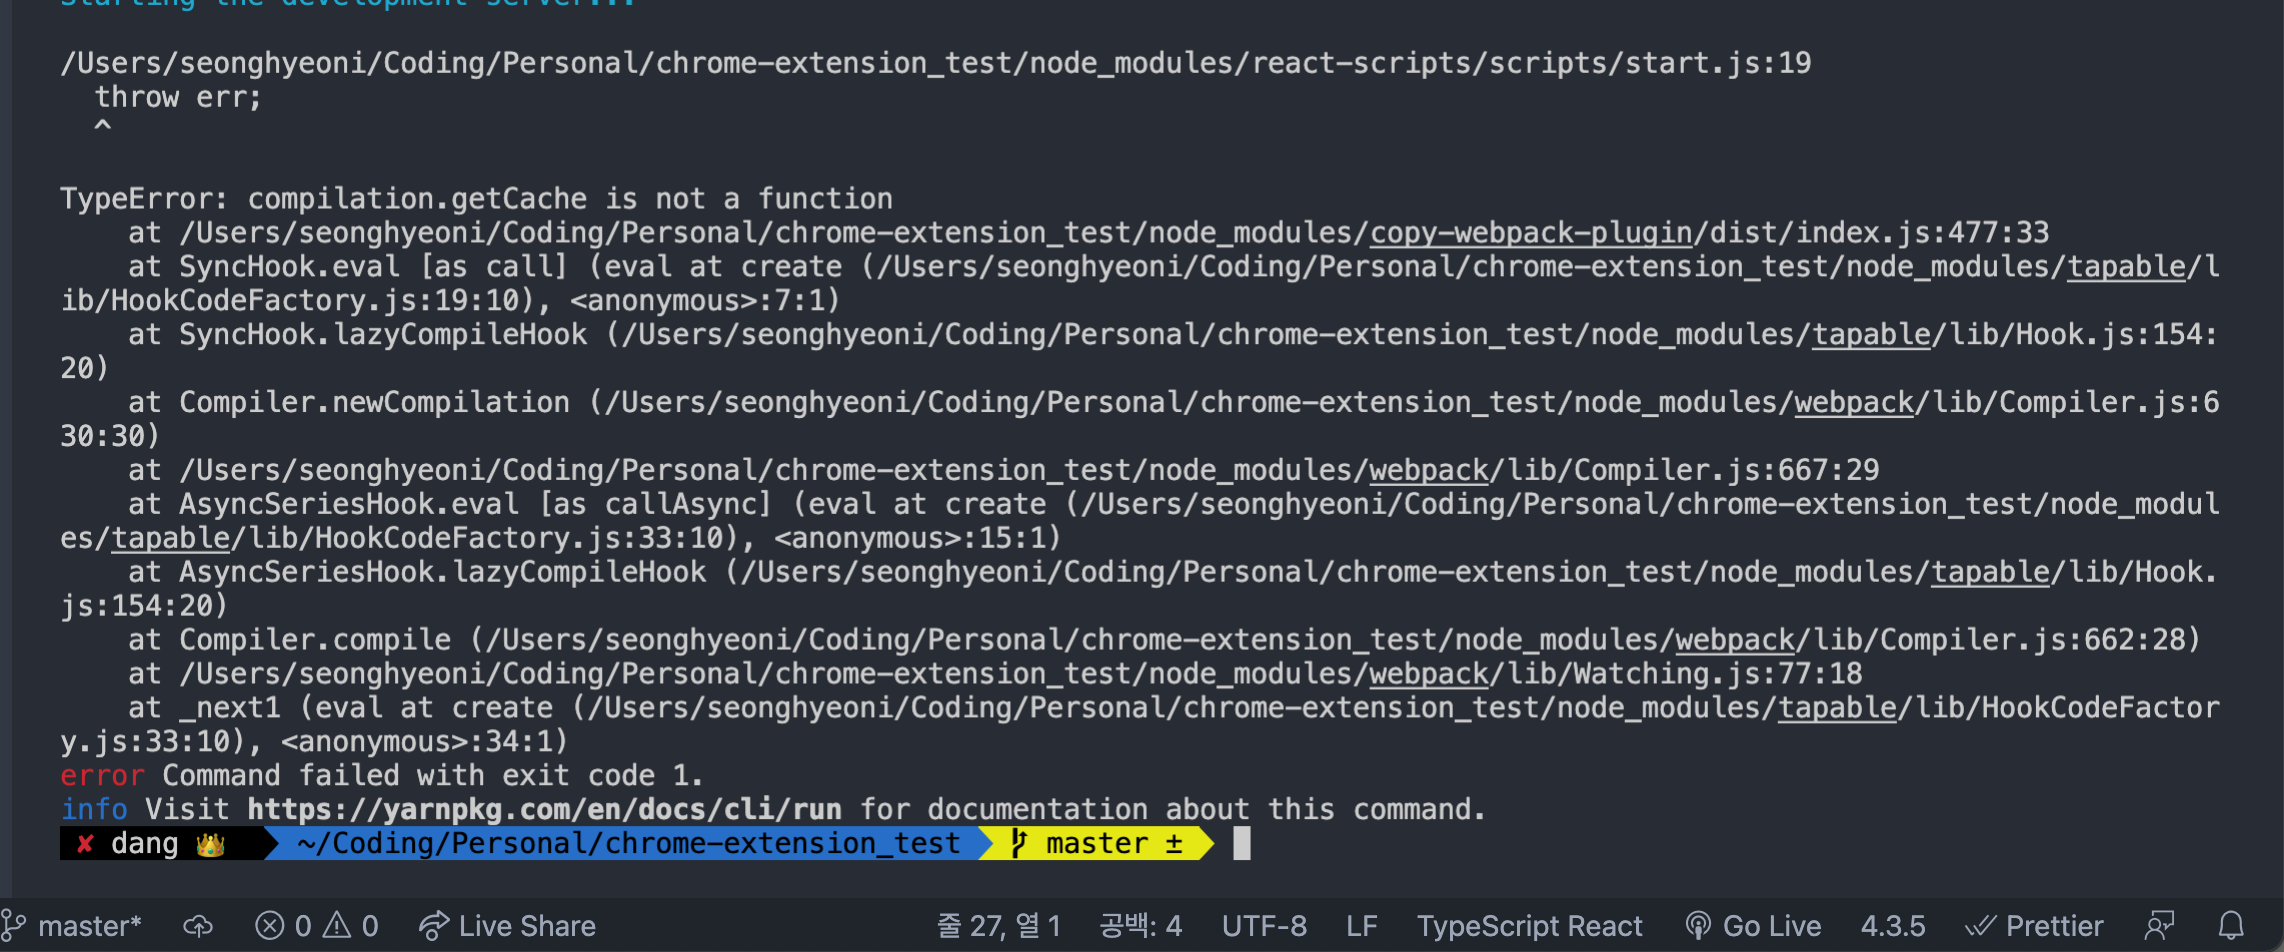 Starting the development server...
/Users/seonghyeoni/Coding/Personal/chrome-extension_test/node_modules/react-scripts/scripts/start.js:19
  throw err;
  ^
TypeError: compilation.getCache is not a function
    at /Users/seonghyeoni/Coding/Personal/chrome-extension_test/node_modules/copy-webpack-plugin/dist/index.js:477:33
    at SyncHook.eval [as call] (eval at create (/Users/seonghyeoni/Coding/Personal/chrome-extension_test/node_modules/tapable/l
ib/HookCodeFactory.js:19:10), <anonymous>:7:1)
    at SyncHook.lazyCompileHook (/Users/seonghyeoni/Coding/Personal/chrome-extension_test/node_modules/tapable/lib/Hook.js:154:
20)
    at Compiler.newCompilation (/Users/seonghyeoni/Coding/Personal/chrome-extension_test/node_modules/webpack/lib/Compiler.js:6
30:30)
    at /Users/seonghyeoni/Coding/Personal/chrome-extension_test/node_modules/webpack/lib/Compiler.js:667:29
    at AsyncSeriesHook.eval [as callAsync] (eval at create (/Users/seonghyeoni/Coding/Personal/chrome-extension_test/node_modul
es/tapable/lib/HookCodeFactory.js:33:10), <anonymous>:15:1)
    at AsyncSeriesHook.lazyCompileHook (/Users/seonghyeoni/Coding/Personal/chrome-extension_test/node_modules/tapable/lib/Hook.
js:154:20)
    at Compiler.compile (/Users/seonghyeoni/Coding/Personal/chrome-extension_test/node_modules/webpack/lib/Compiler.js:662:28)
    at /Users/seonghyeoni/Coding/Personal/chrome-extension_test/node_modules/webpack/lib/Watching.js:77:18
    at _next1 (eval at create (/Users/seonghyeoni/Coding/Personal/chrome-extension_test/node_modules/tapable/lib/HookCodeFactor
y.js:33:10), <anonymous>:34:1)
error Command failed with exit code 1.
info Visit https://yarnpkg.com/en/docs/cli/run for documentation about this command.
✘ dang 👑 ~/Coding/Personal/chrome-extension_test master ±
master* 0 0 Live Share 줄 27, 열 1 공백: 4 UTF-8 LF TypeScript React Go Live 4.3.5 Prettier